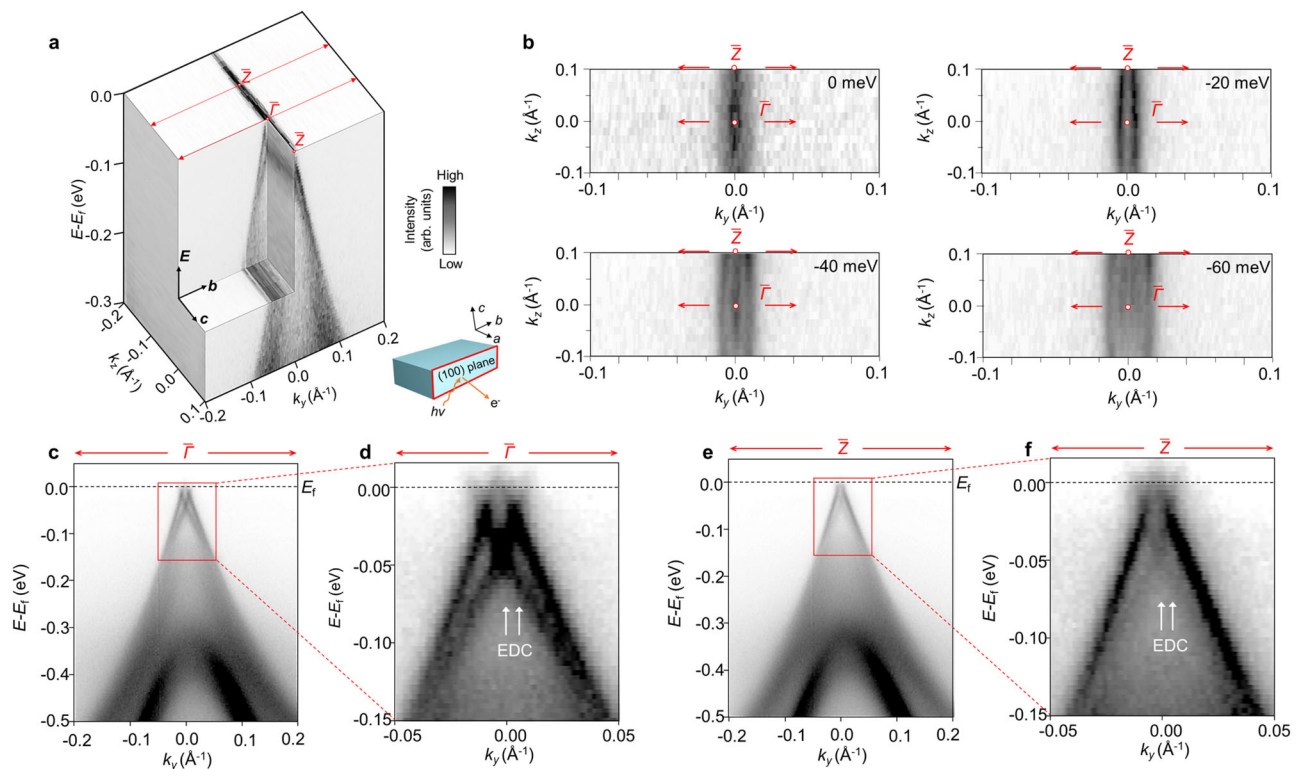 a
Z̅
Γ̅
Z̅
0.0
-0.1
-0.2
-0.3
E-Ef (eV)
E
b
c
-0.2
-0.1
0.0
0.1
kz (Å-1)
-0.2
-0.1
0.0
0.1
0.2
ky (Å-1)
High
Intensity
(arb. units)
Low
c
b
a
(100) plane
hν
e-
b
Z̅
0 meV
Γ̅
0.1
0.0
-0.1
kz (Å-1)
-0.1
0.0
0.1
ky (Å-1)
Z̅
-20 meV
Γ̅
0.1
0.0
-0.1
kz (Å-1)
-0.1
0.0
0.1
ky (Å-1)
Z̅
-40 meV
Γ̅
0.1
0.0
-0.1
kz (Å-1)
-0.1
0.0
0.1
ky (Å-1)
Z̅
-60 meV
Γ̅
0.1
0.0
-0.1
kz (Å-1)
-0.1
0.0
0.1
ky (Å-1)
c
Γ̅
Ef
0.0
-0.1
-0.2
-0.3
-0.4
-0.5
E-Ef (eV)
-0.2
-0.1
0.0
0.1
0.2
ky (Å-1)
d
Γ̅
0.00
-0.05
-0.10
-0.15
E-Ef (eV)
EDC
-0.05
0.00
0.05
ky (Å-1)
e
Z̅
Ef
0.0
-0.1
-0.2
-0.3
-0.4
-0.5
E-Ef (eV)
-0.2
-0.1
0.0
0.1
0.2
ky (Å-1)
f
Z̅
0.00
-0.05
-0.10
-0.15
E-Ef (eV)
EDC
-0.05
0.00
0.05
ky (Å-1)